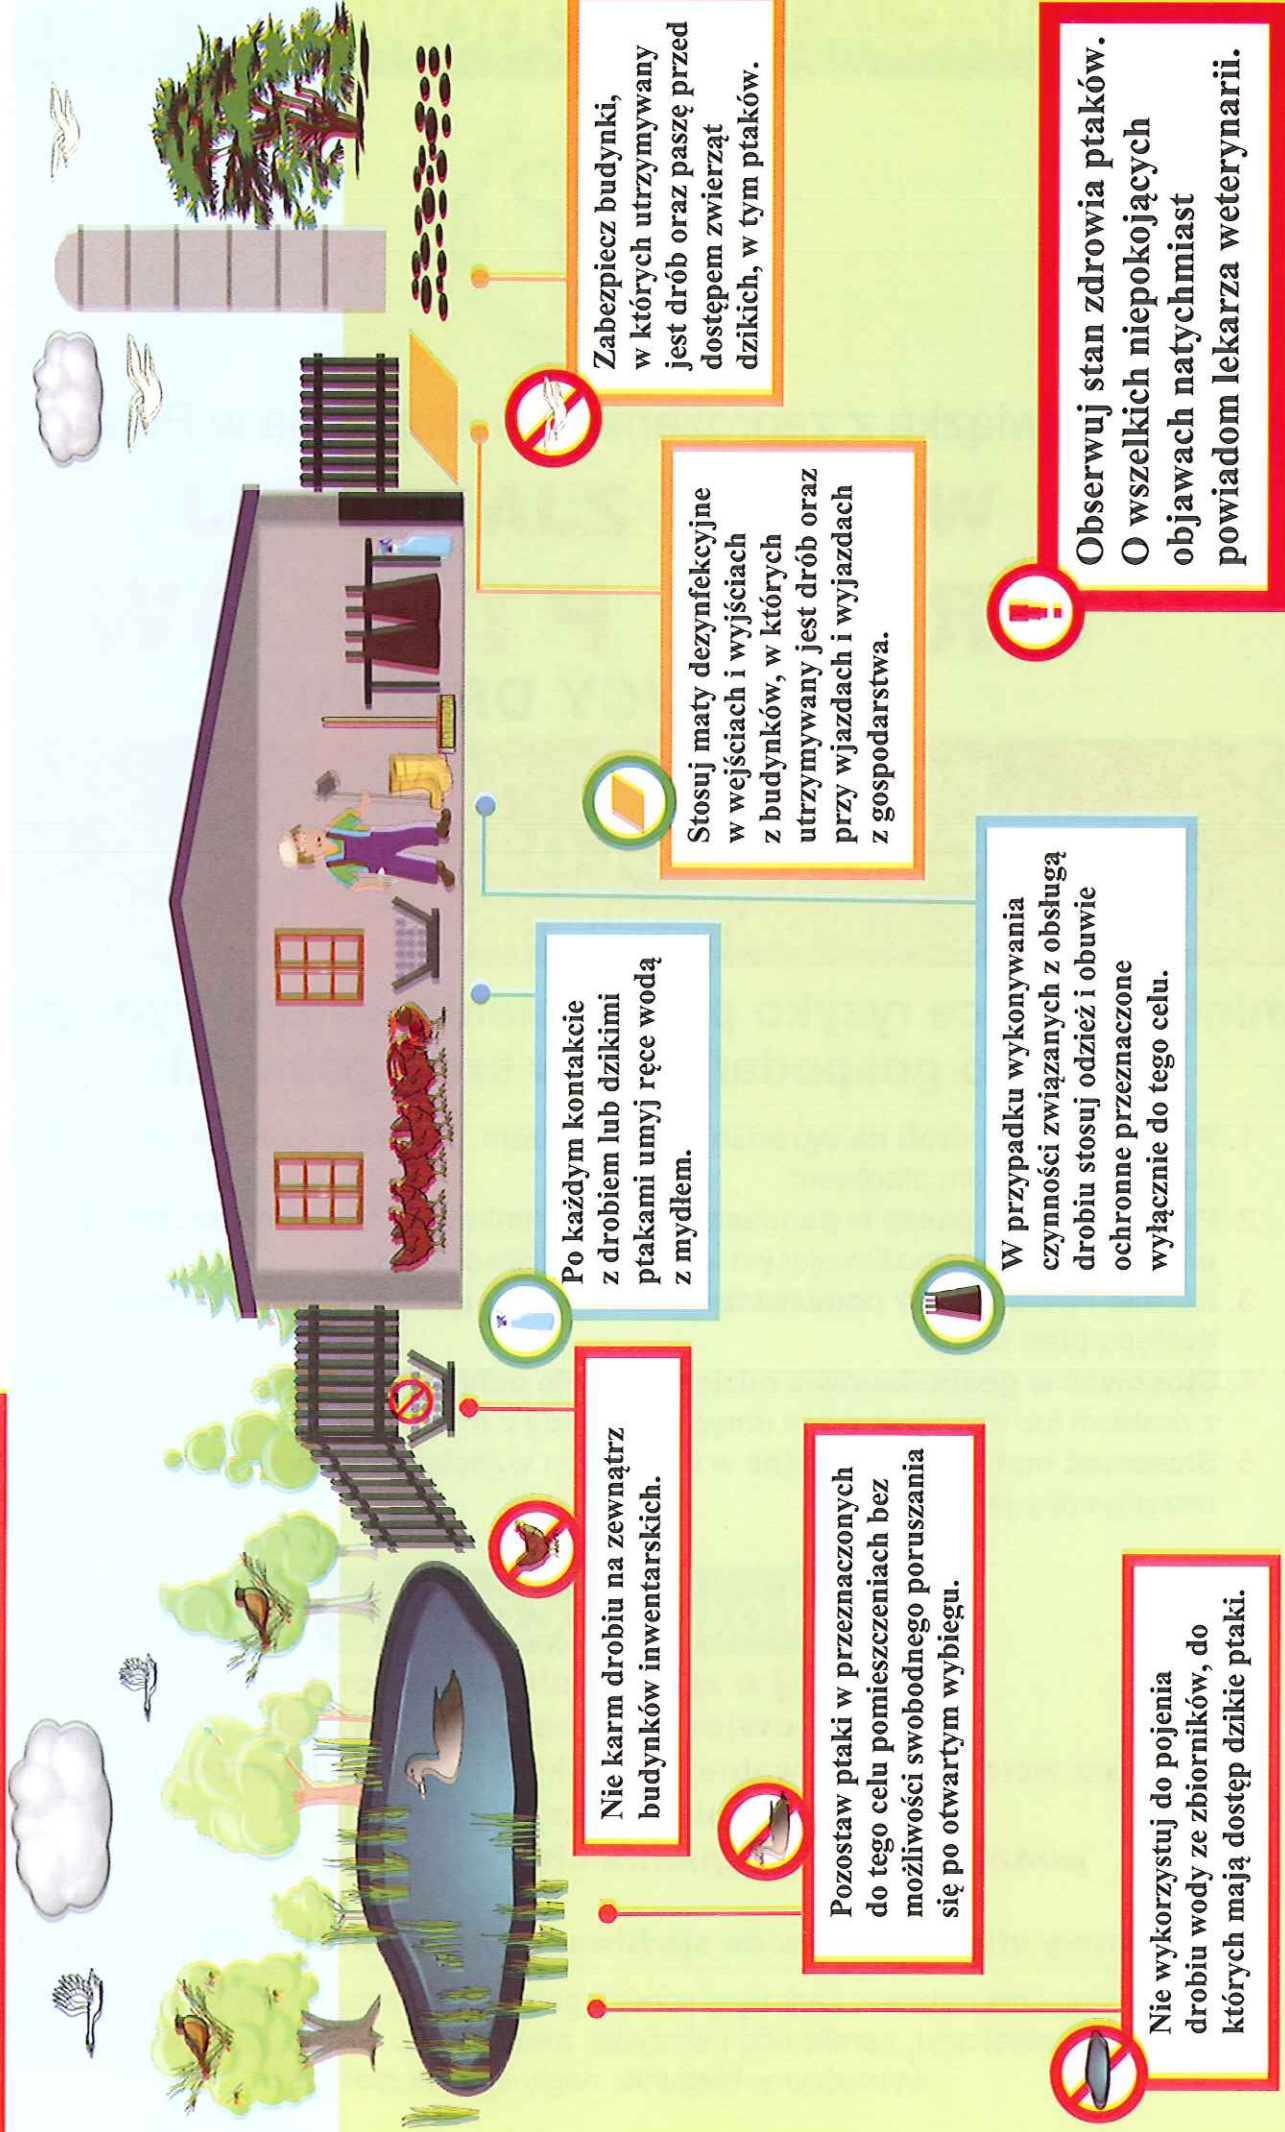 Nie wykorzystuj do pojenia
drobiu wody ze zbiorników, do
których mają dostęp dzikie ptaki.
Pozostaw ptaki w przeznaczonych
do tego celu pomieszczeniach bez
możliwości swobodnego poruszania
się po otwartym wybiegu.
Nie karm drobiu na zewnątrz
budynków inwentarskich.
Po każdym kontakcie
z drobiem lub dzikimi
ptakami umyj ręce wodą
z mydłem.
W przypadku wykonywania
czynności związanych z obsługą
drobiu stosuj odzież i obuwie
ochronne przeznaczone
wyłącznie do tego celu.
Stosuj maty dezynfekcyjne
w wejściach i wyjściach
z budynków, w których
utrzymywany jest drób oraz
przy wjazdach i wyjazdach
z gospodarstwa.
Zabezpiecz budynki,
w których utrzymywany
jest drób oraz paszę przed
dostępem zwierząt
dzikich, w tym ptaków.
Obserwuj stan zdrowia ptaków.
O wszelkich niepokojących
objawach natychmiast
powiadom lekarza weterynarii.